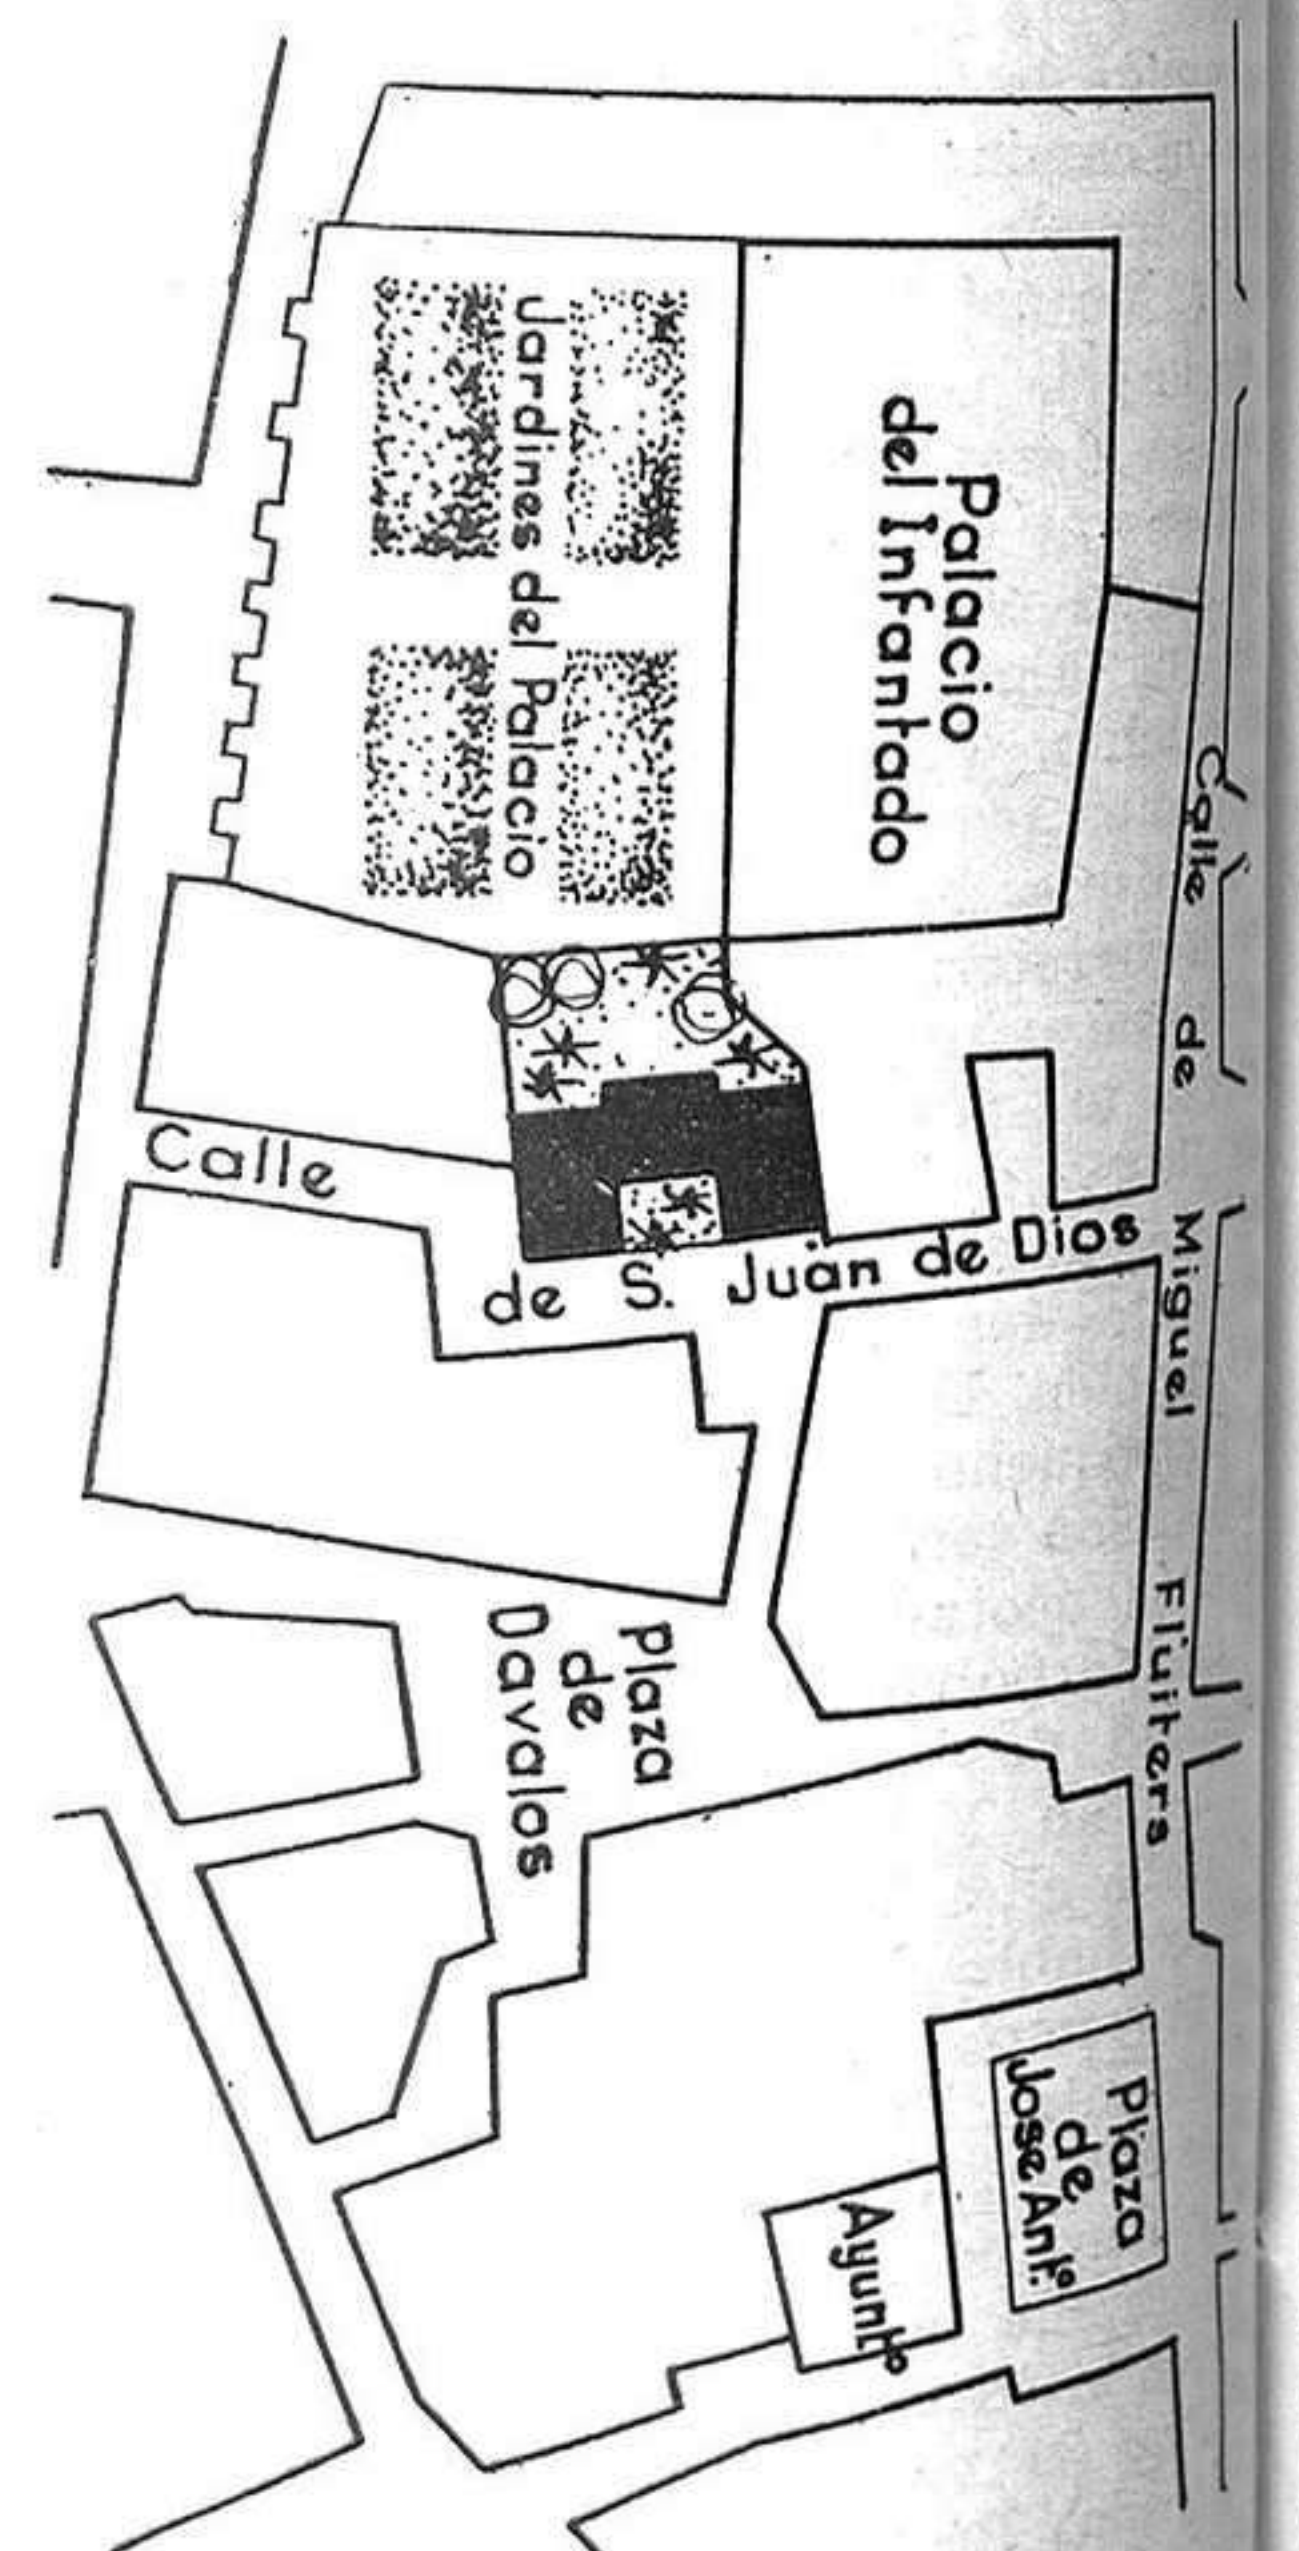 Calle de Miguel Fluiters
Palacio
del Infantado
Jardines del Palacio
Calle de S. Juan de Dios
Plaza
de
Davalos
Plaza
de
Jose Antº.
Ayuntº